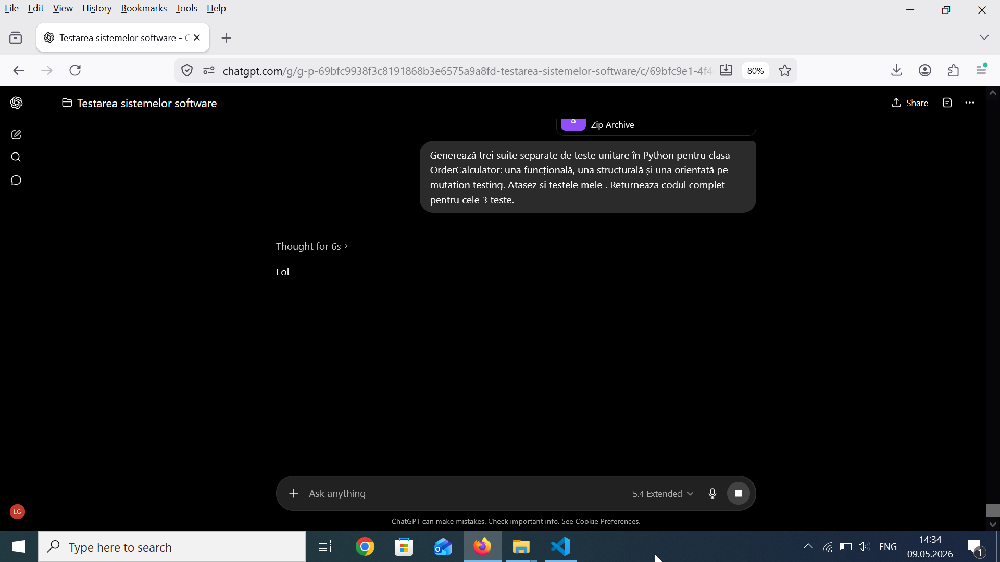 File Edit View History Bookmarks Tools Help
Testarea sistemelor software - C
chatgpt.com/g/g-p-69bfc9938f3c8191868b3e6575a9a8fd-testarea-sistemelor-software/c/69bfc9e1-4f4
80%
Testarea sistemelor software
Share
Zip Archive
Generează trei suite separate de teste unitare în Python pentru clasa
OrderCalculator: una funcțională, una structurală și una orientată pe
mutation testing. Atasez si testele mele . Returneaza codul complet
pentru cele 3 teste.
Thought for 6s
Fol
Ask anything
5.4 Extended
LG
ChatGPT can make mistakes. Check important info. See Cookie Preferences.
Type here to search
ENG
14:34
09.05.2026
1